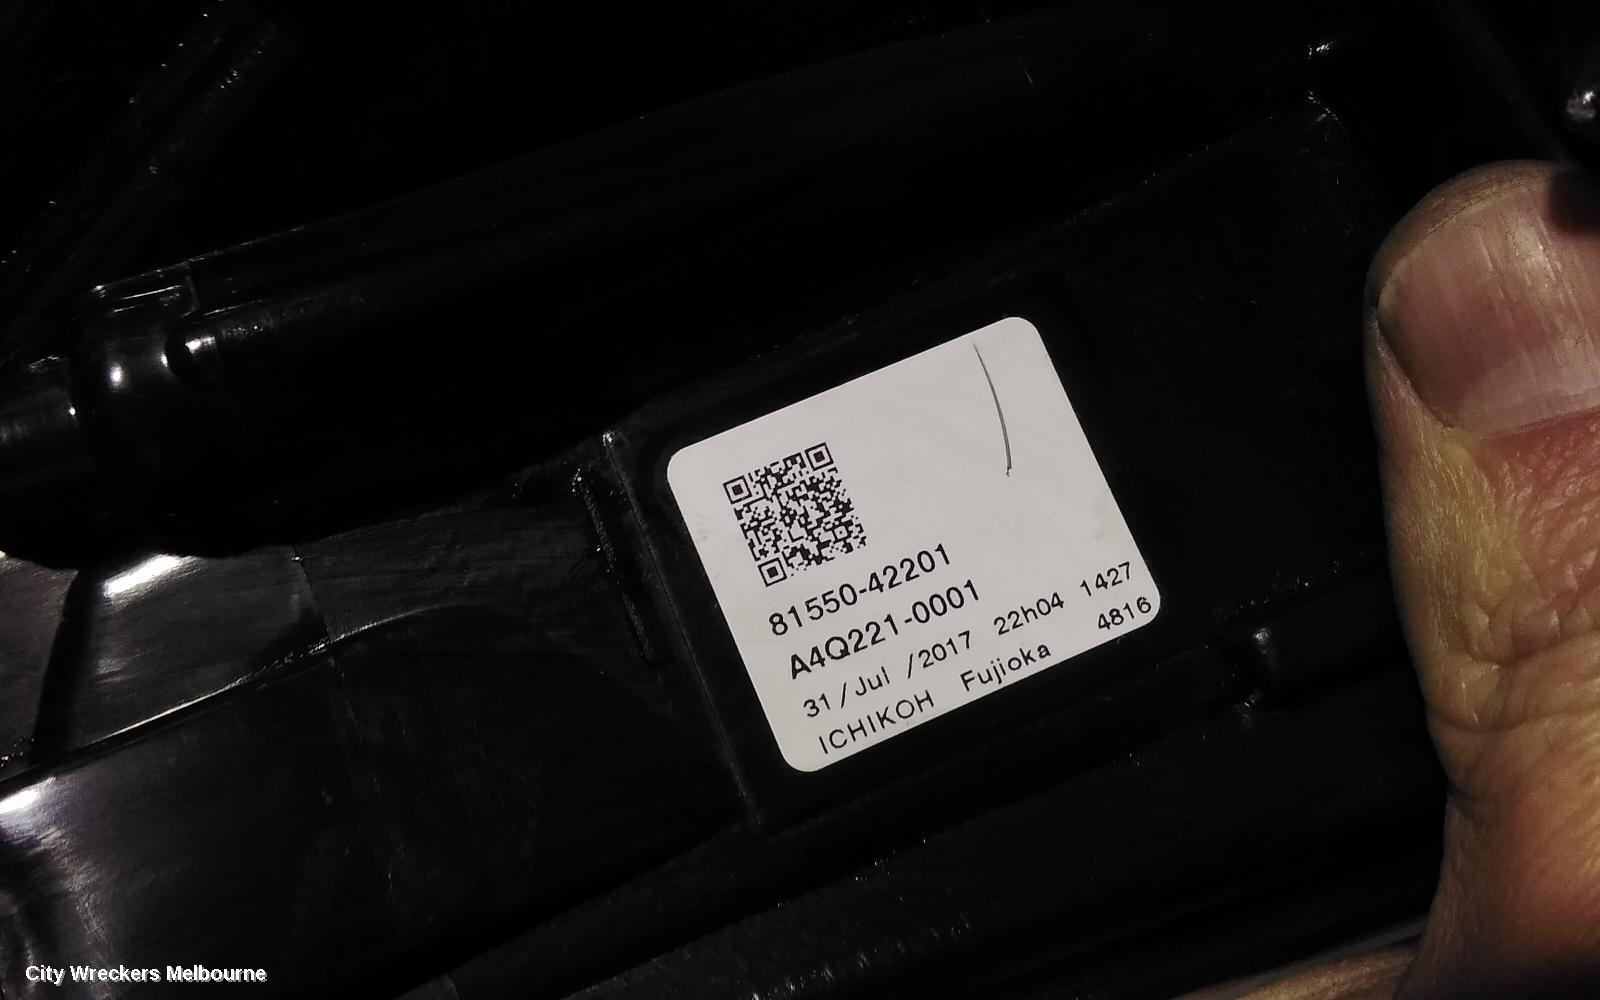 81550-42201
A4Q221-0001
31/Jul /2017 22h04 1427
ICHIKOH Fujioka 4816
City Wreckers Melbourne